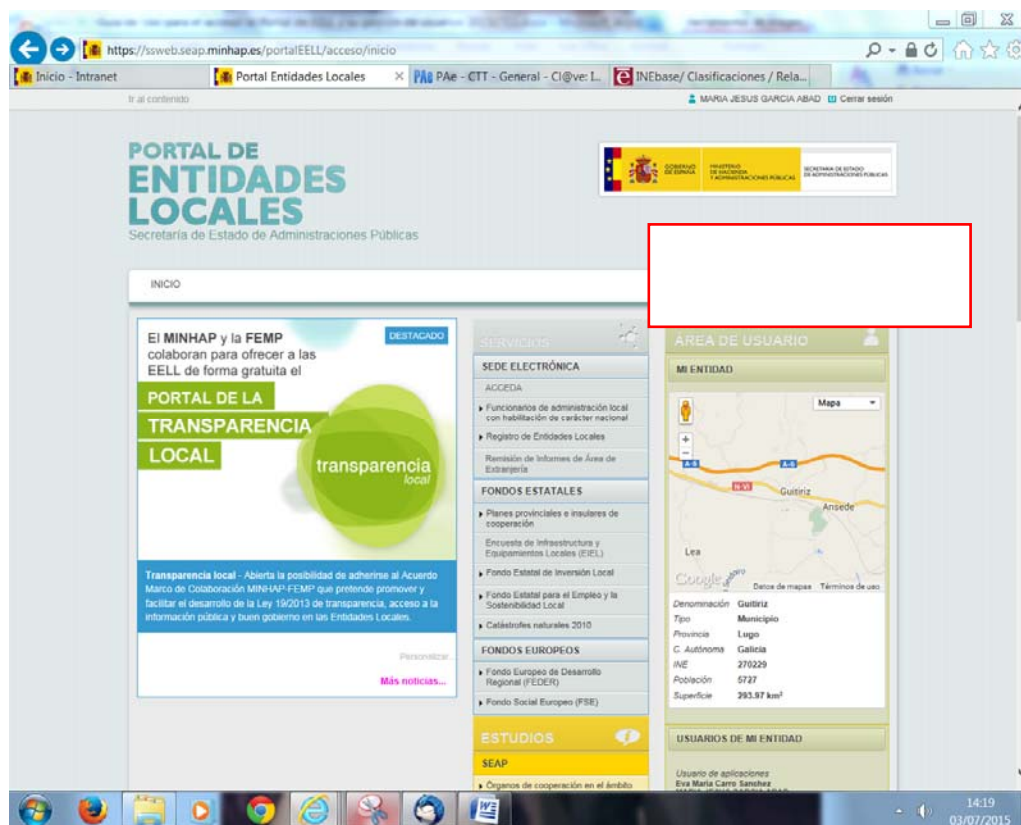 https://ssweb.seap.minhap.es/portalEELL/acceso/inicio
Inicio - Intranet
Portal Entidades Locales
PAe - CTT - General - Cl@ve: I...
INEbase/ Clasificaciones / Rela...
Ir al contenido
MARIA JESUS GARCIA ABAD
Cerrar sesión
PORTAL DE
ENTIDADES
LOCALES
Secretaría de Estado de Administraciones Públicas
GOBIERNO
DE ESPAÑA
MINISTERIO
DE HACIENDA
Y ADMINISTRACIONES PÚBLICAS
SECRETARÍA DE ESTADO
DE ADMINISTRACIONES PÚBLICAS
INICIO
El MINHAP y la FEMP
colaboran para ofrecer a las
EELL de forma gratuita el
DESTACADO
PORTAL DE LA
TRANSPARENCIA
LOCAL
transparencia
local
Transparencia local - Abierta la posibilidad de adherirse al Acuerdo
Marco de Colaboración MINHAP-FEMP que pretende promover y
facilitar el desarrollo de la Ley 19/2013 de transparencia, acceso a la
información pública y buen gobierno en las Entidades Locales.
Personalizar...
Más noticias...
SERVICIOS
SEDE ELECTRÓNICA
ACCEDA
Funcionarios de administración local
con habilitación de carácter nacional
Registro de Entidades Locales
Remisión de Informes de Área de
Extranjería
FONDOS ESTATALES
Planes provinciales e insulares de
cooperación
Encuesta de Infraestructura y
Equipamientos Locales (EIEL)
Fondo Estatal de Inversión Local
Fondo Estatal para el Empleo y la
Sostenibilidad Local
Catástrofes naturales 2010
FONDOS EUROPEOS
Fondo Europeo de Desarrollo
Regional (FEDER)
Fondo Social Europeo (FSE)
ESTUDIOS
SEAP
Órganos de cooperación en el ámbito
ÁREA DE USUARIO
MI ENTIDAD
Mapa
A-6
A-6
N-VI
Guitiriz
Ansede
Lea
Google
Datos de mapas
Términos de uso
Denominación Guitiriz
Tipo Municipio
Provincia Lugo
C. Autónoma Galicia
INE 270229
Población 5727
Superficie 293.97 km²
USUARIOS DE MI ENTIDAD
Usuario de aplicaciones
Eva Maria Carro Sanchez
MARIA JESUS GARCIA ABAD
14:19
03/07/2015